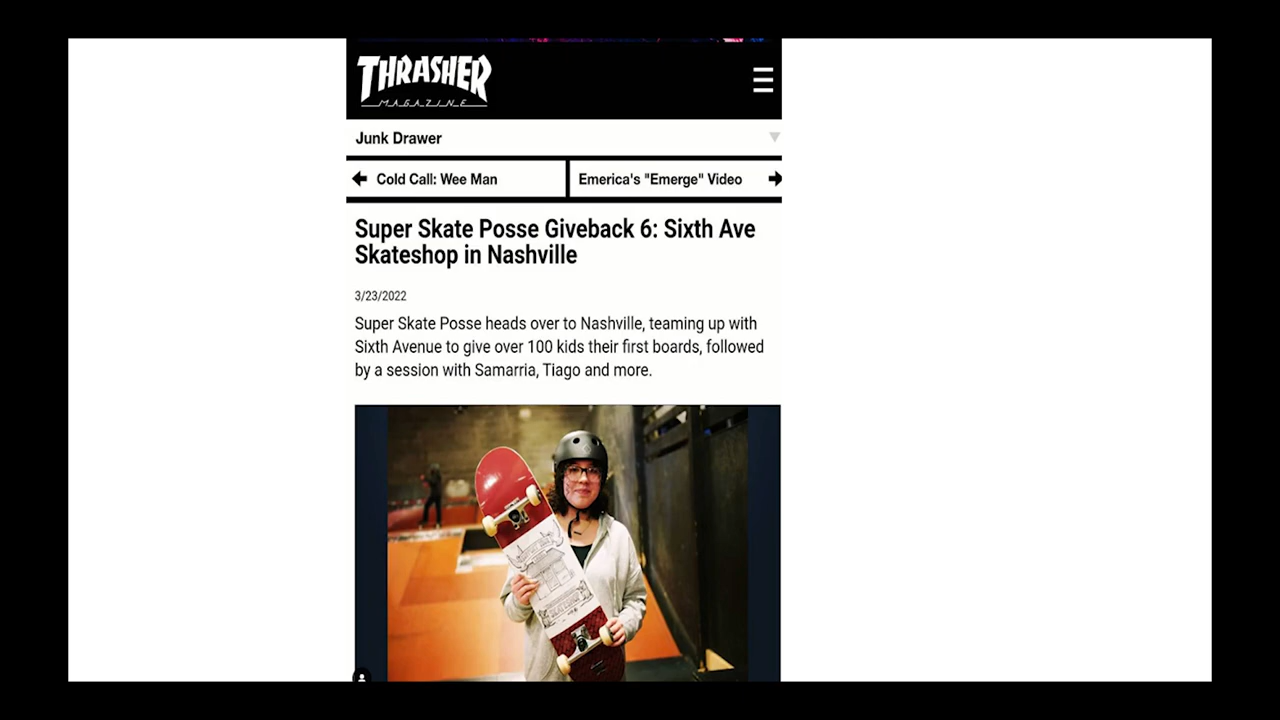 THRASHER
MAGAZINE
Junk Drawer
Cold Call: Wee Man
Emerica's "Emerge" Video
Super Skate Posse Giveback 6: Sixth Ave
Skateshop in Nashville
3/23/2022
Super Skate Posse heads over to Nashville, teaming up with
Sixth Avenue to give over 100 kids their first boards, followed
by a session with Samarria, Tiago and more.